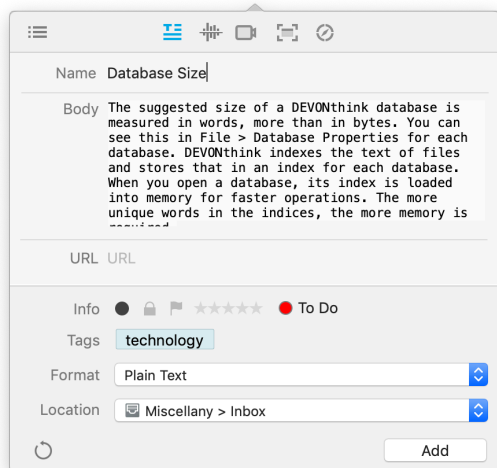 Name Database Size
Body The suggested size of a DEVONthink database is
measured in words, more than in bytes. You can
see this in File > Database Properties for each
database. DEVONthink indexes the text of files
and stores that in an index for each database.
When you open a database, its index is loaded
into memory for faster operations. The more
unique words in the indices, the more memory is
required
URL URL
Info To Do
Tags technology
Format Plain Text
Location Miscellany > Inbox
Add